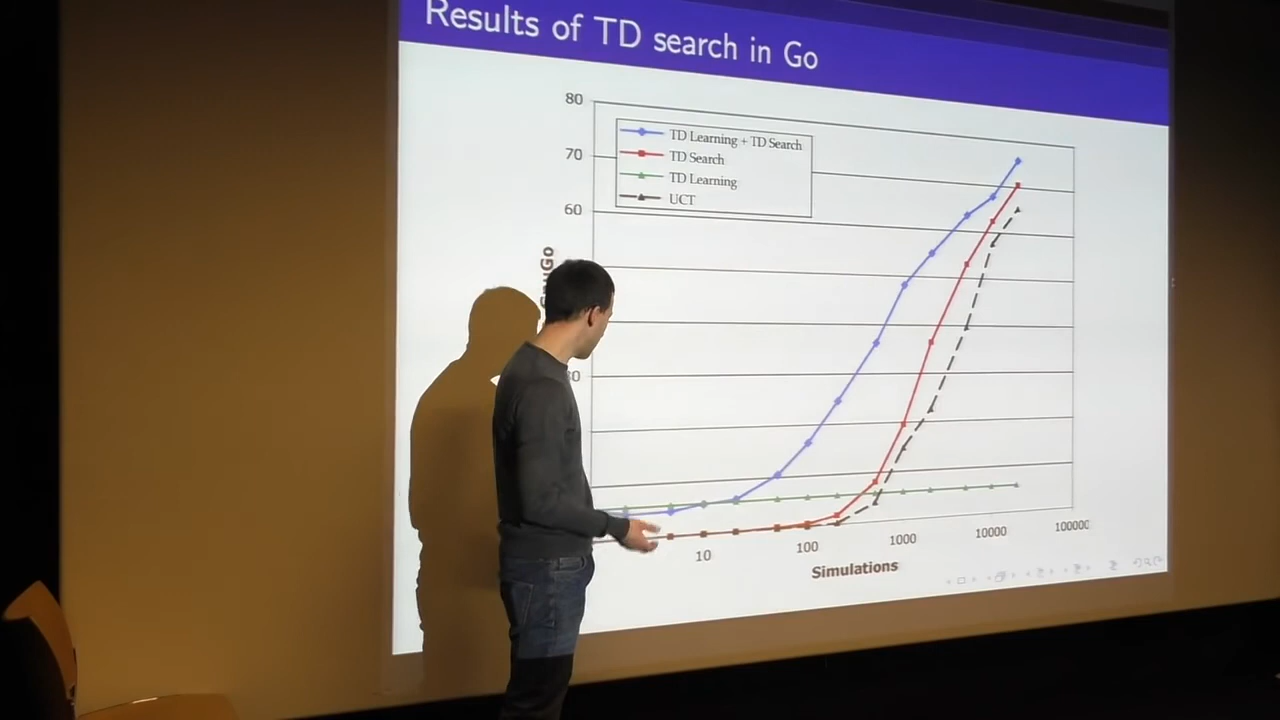 Results of TD search in Go
80
70
60
TD Learning + TD Search
TD Search
TD Learning
UCT
10
100
1000
10000
100000
Simulations